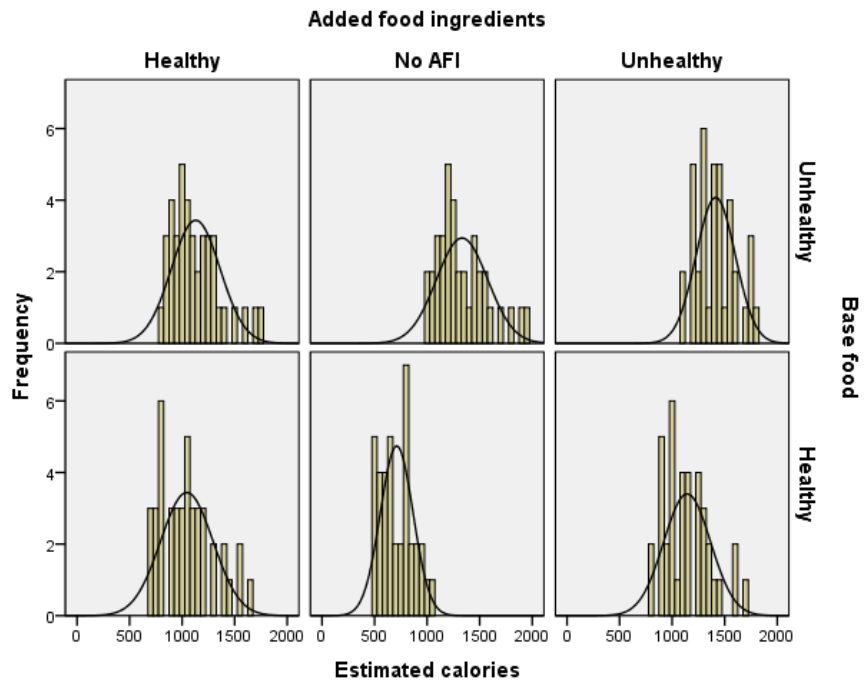 Added food ingredients
Healthy No AFI Unhealthy
6
4
2
0
Unhealthy
Frequency
Base food
6
4
2
0
Healthy
0 500 1000 1500 2000 0 500 1000 1500 2000 0 500 1000 1500 2000
Estimated calories